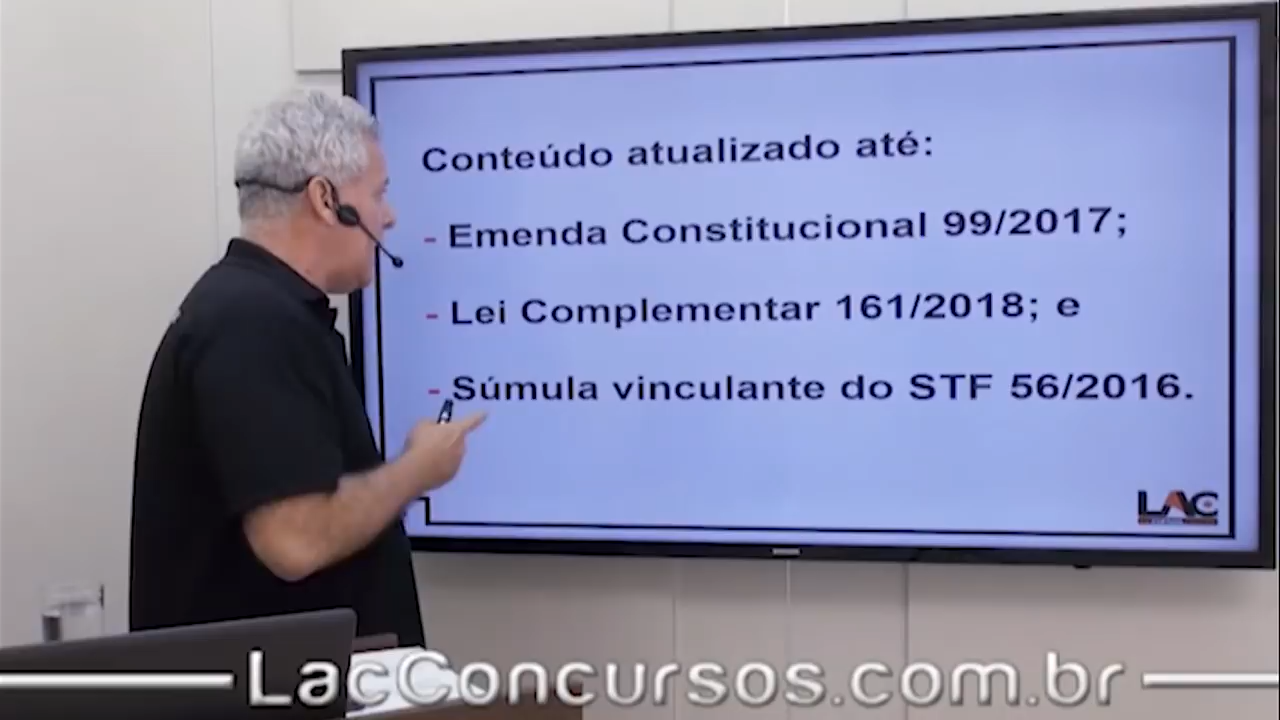 Conteúdo atualizado até:
- Emenda Constitucional 99/2017;
- Lei Complementar 161/2018; e
- Súmula vinculante do STF 56/2016.
LAC
LacConcursos.com.br